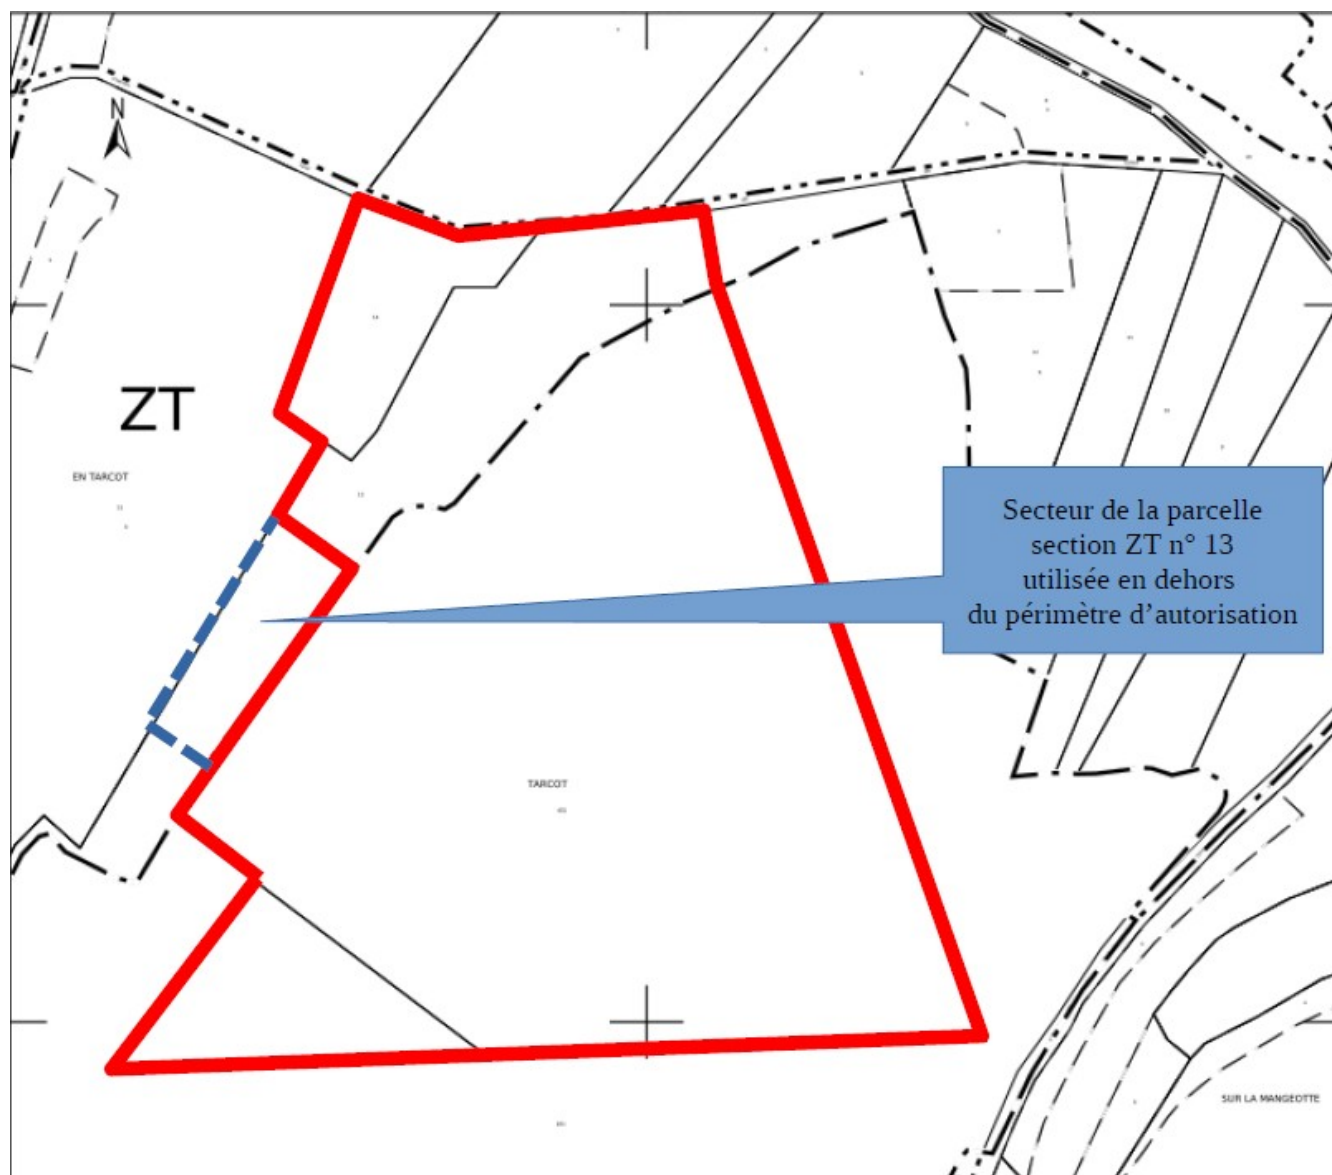 N
ZT
EN TARCOT
Secteur de la parcelle
section ZT n° 13
utilisée en dehors
du périmètre d’autorisation
TARCOT
SUR LA MANGEOTTE